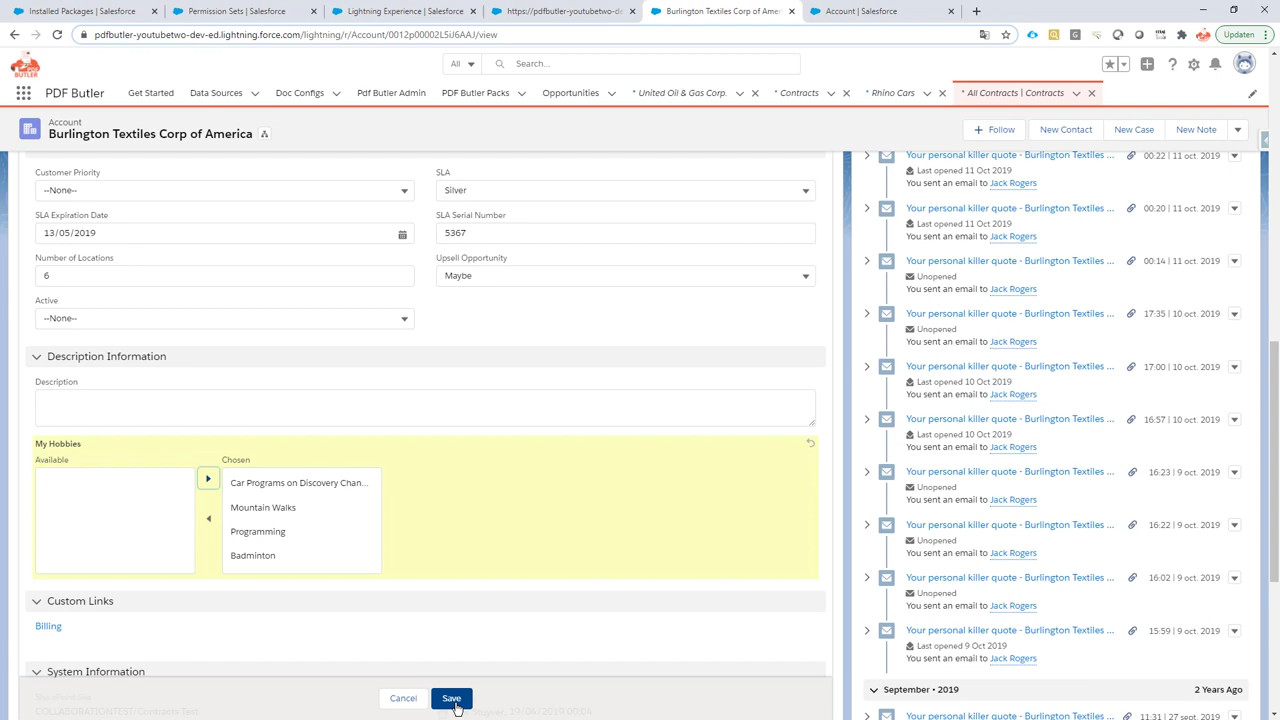 Installed Packages | Salesforce
Permission Sets | Salesforce
Lightning Experience | Salesforce
https://pdfbutler-youtubetwo-de
Burlington Textiles Corp of Amer
Account | Salesforce
pdfbutler-youtubetwo-dev-ed.lightning.force.com/lightning/r/Account/0012p00002L5iJ6AAJ/view
Updaten
BUTLER
All
Search...
PDF Butler
Get Started
Data Sources
Doc Configs
Pdf Butler Admin
PDF Butler Packs
Opportunities
* United Oil & Gas Corp.
* Contracts
* Rhino Cars
* All Contracts | Contracts
Account
Burlington Textiles Corp of America
Follow
New Contact
New Case
New Note
Customer Priority
--None--
SLA
Silver
SLA Expiration Date
13/05/2019
SLA Serial Number
5367
Number of Locations
6
Upsell Opportunity
Maybe
Active
--None--
Description Information
Description
My Hobbies
Available
Chosen
Car Programs on Discovery Chan...
Mountain Walks
Programming
Badminton
Custom Links
Billing
System Information
Cancel
Save
COLLABORATIONTEST/Contracts Test
19/04/2019 00:04
Your personal killer quote - Burlington Textiles ...
00:22 | 11 oct. 2019
Last opened 11 Oct 2019
You sent an email to Jack Rogers
Your personal killer quote - Burlington Textiles ...
00:20 | 11 oct. 2019
Last opened 11 Oct 2019
You sent an email to Jack Rogers
Your personal killer quote - Burlington Textiles ...
00:14 | 11 oct. 2019
Unopened
You sent an email to Jack Rogers
Your personal killer quote - Burlington Textiles ...
17:35 | 10 oct. 2019
Unopened
You sent an email to Jack Rogers
Your personal killer quote - Burlington Textiles ...
17:00 | 10 oct. 2019
Last opened 10 Oct 2019
You sent an email to Jack Rogers
Your personal killer quote - Burlington Textiles ...
16:57 | 10 oct. 2019
Last opened 10 Oct 2019
You sent an email to Jack Rogers
Your personal killer quote - Burlington Textiles ...
16:23 | 9 oct. 2019
Unopened
You sent an email to Jack Rogers
Your personal killer quote - Burlington Textiles ...
16:22 | 9 oct. 2019
Unopened
You sent an email to Jack Rogers
Your personal killer quote - Burlington Textiles ...
16:02 | 9 oct. 2019
Unopened
You sent an email to Jack Rogers
Your personal killer quote - Burlington Textiles ...
15:59 | 9 oct. 2019
Last opened 9 Oct 2019
You sent an email to Jack Rogers
September • 2019
2 Years Ago
Your personal killer quote - Burlington Textiles ...
11:31 | 27 sept. 2019